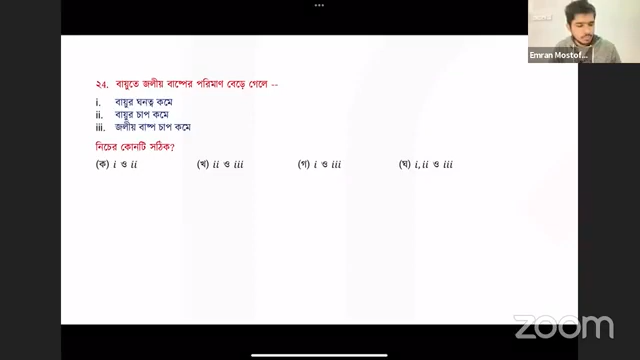 Emran Mostof...
২৪. বায়ুতে জলীয় বাষ্পের পরিমাণ বেড়ে গেলে --
i. বায়ুর ঘনত্ব কমে
ii. বায়ুর চাপ কমে
iii. জলীয় বাষ্প চাপ কমে
নিচের কোনটি সঠিক?
(ক) i ও ii (খ) ii ও iii (গ) i ও iii (ঘ) i, ii ও iii
zoom